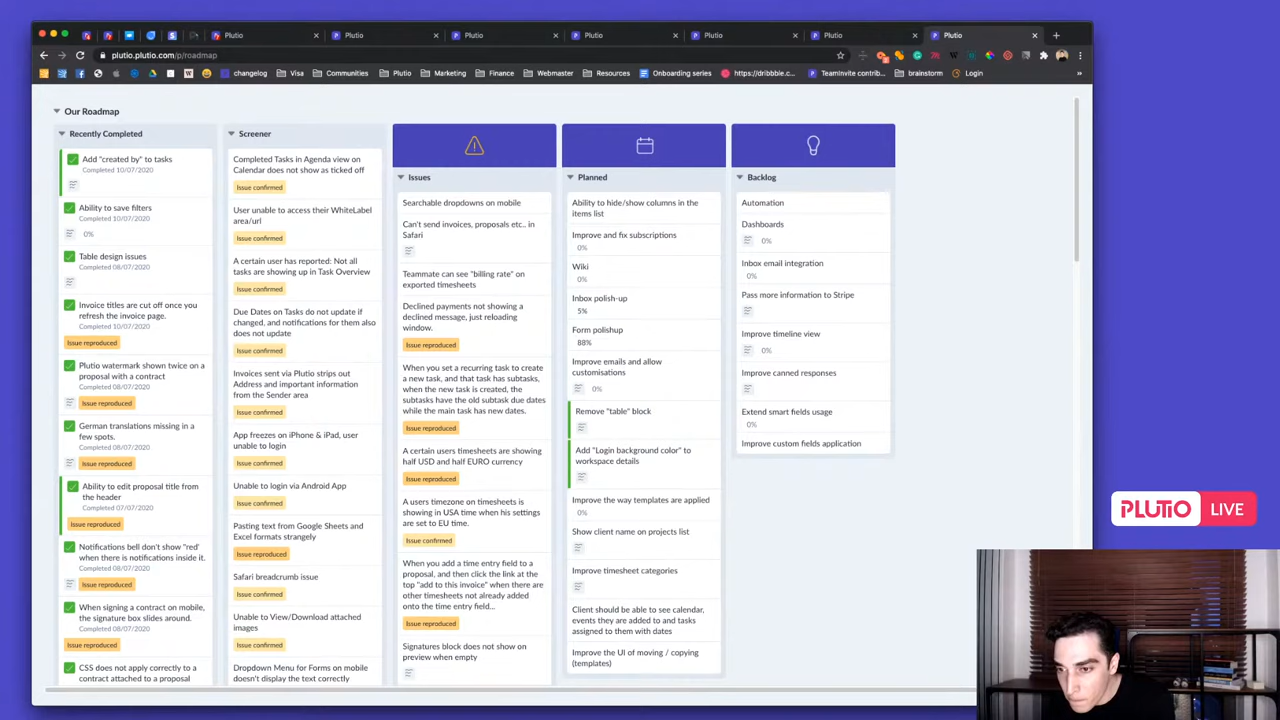 Plutio
Plutio
Plutio
Plutio
Plutio
Plutio
Plutio
plutio.plutio.com/p/roadmap
changelog
Visa
Communities
Plutio
Marketing
Finance
Webmaster
Resources
Onboarding series
https://dribbble.c...
TeamInvite contrib...
brainstorm
Login
Our Roadmap
Recently Completed
Add "created by" to tasks
Completed 10/07/2020
Ability to save filters
Completed 10/07/2020
0%
Table design issues
Completed 08/07/2020
Invoice titles are cut off once you
refresh the invoice page.
Completed 10/07/2020
Issue reproduced
Plutio watermark shown twice on a
proposal with a contract
Completed 08/07/2020
Issue reproduced
German translations missing in a
few spots.
Completed 08/07/2020
Issue reproduced
Ability to edit proposal title from
the header
Completed 07/07/2020
Issue reproduced
Notifications bell don't show "red'
when there is notifications inside it.
Completed 08/07/2020
Issue reproduced
When signing a contract on mobile,
the signature box slides around.
Completed 08/07/2020
Issue reproduced
CSS does not apply correctly to a
contract attached to a proposal
Screener
Completed Tasks in Agenda view on
Calendar does not show as ticked off
Issue confirmed
User unable to access their WhiteLabel
area/url
Issue confirmed
A certain user has reported: Not all
tasks are showing up in Task Overview
Issue confirmed
Due Dates on Tasks do not update if
changed, and notifications for them also
does not update
Issue confirmed
Invoices sent via Plutio strips out
Address and important information
from the Sender area
Issue confirmed
App freezes on iPhone & iPad, user
unable to login
Issue confirmed
Unable to login via Android App
Issue confirmed
Pasting text from Google Sheets and
Excel formats strangely
Issue reproduced
Safari breadcrumb issue
Issue confirmed
Unable to View/Download attached
images
Issue confirmed
Dropdown Menu for Forms on mobile
doesn't display the text correctly
Issues
Searchable dropdowns on mobile
Can't send invoices, proposals etc.. in
Safari
Teammate can see "billing rate" on
exported timesheets
Declined payments not showing a
declined message, just reloading
window.
Issue reproduced
When you set a recurring task to create
a new task, and that task has subtasks,
when the new task is created, the
subtasks have the old subtask due dates
while the main task has new dates.
Issue reproduced
A certain users timesheets are showing
half USD and half EURO currency
Issue reproduced
A users timezone on timesheets is
showing in USA time when his settings
are set to EU time.
Issue confirmed
When you add a time entry field to a
proposal, and then click the link at the
top "add to this invoice" when there are
other timesheets not already added
onto the time entry field...
Issue reproduced
Signatures block does not show on
preview when empty
Planned
Ability to hide/show columns in the
items list
Improve and fix subscriptions
0%
Wiki
0%
Inbox polish-up
5%
Form polishup
88%
Improve emails and allow
customisations
0%
Remove "table" block
Add "Login background color" to
workspace details
Improve the way templates are applied
0%
Show client name on projects list
Improve timesheet categories
Client should be able to see calendar,
events they are added to and tasks
assigned to them with dates
Improve the UI of moving / copying
(templates)
Backlog
Automation
Dashboards
0%
Inbox email integration
0%
Pass more information to Stripe
Improve timeline view
0%
Improve canned responses
Extend smart fields usage
0%
Improve custom fields application
PLUTIO LIVE